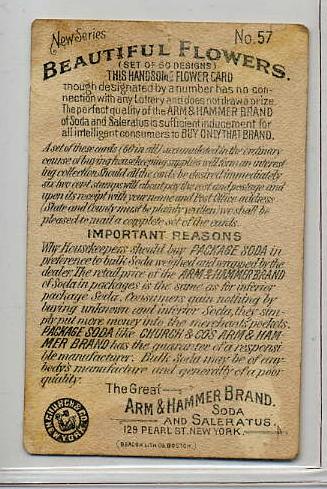 New Series
No. 57
BEAUTIFUL FLOWERS.
(SET OF 60 DESIGNS)
THIS HANDSOME FLOWER CARD
though designated by a number has no con-
nection with any Lottery and does not draw a prize.
The perfect quality of the ARM & HAMMER BRAND
of Soda and Saleratus is sufficient inducement for
all intelligent consumers to BUY ONLY THAT BRAND.
A set of these cards (60 in all) accumulated in the ordinary
course of buying housekeeping supplies will form an interest
ing collection. Should all the cards be desired immediately
six two cent stamps will about pay the cost and postage and
upon its receipt with your name and Post Office address
(State and County must be plainly written) we shall be
pleased to mail a complete set of the cards.
IMPORTANT REASONS
Why Housekeepers should buy PACKAGE SODA in
preference to bulk Soda weighed and wrapped by the
dealer. The retail price of the ARM & HAMMER BRAND
of Soda in packages is the same as for inferior
package Soda. Consumers gain nothing by
buying unknown and inferior Soda, they sim-
ply put more money into the merchants pockets.
PACKAGE SODA like CHURCH & CO'S ARM & HAM-
MER BRAND has the guarantee of a responsi-
ble manufacturer. Bulk Soda may be of any-
body's manufacture and generally of a poor
quality.
The Great
ARM & HAMMER BRAND.
SODA
AND SALERATUS.
129 PEARL ST. NEW YORK.
CHURCH & CO.
NEW YORK
(BEACON LITH. CO. BOSTON.)